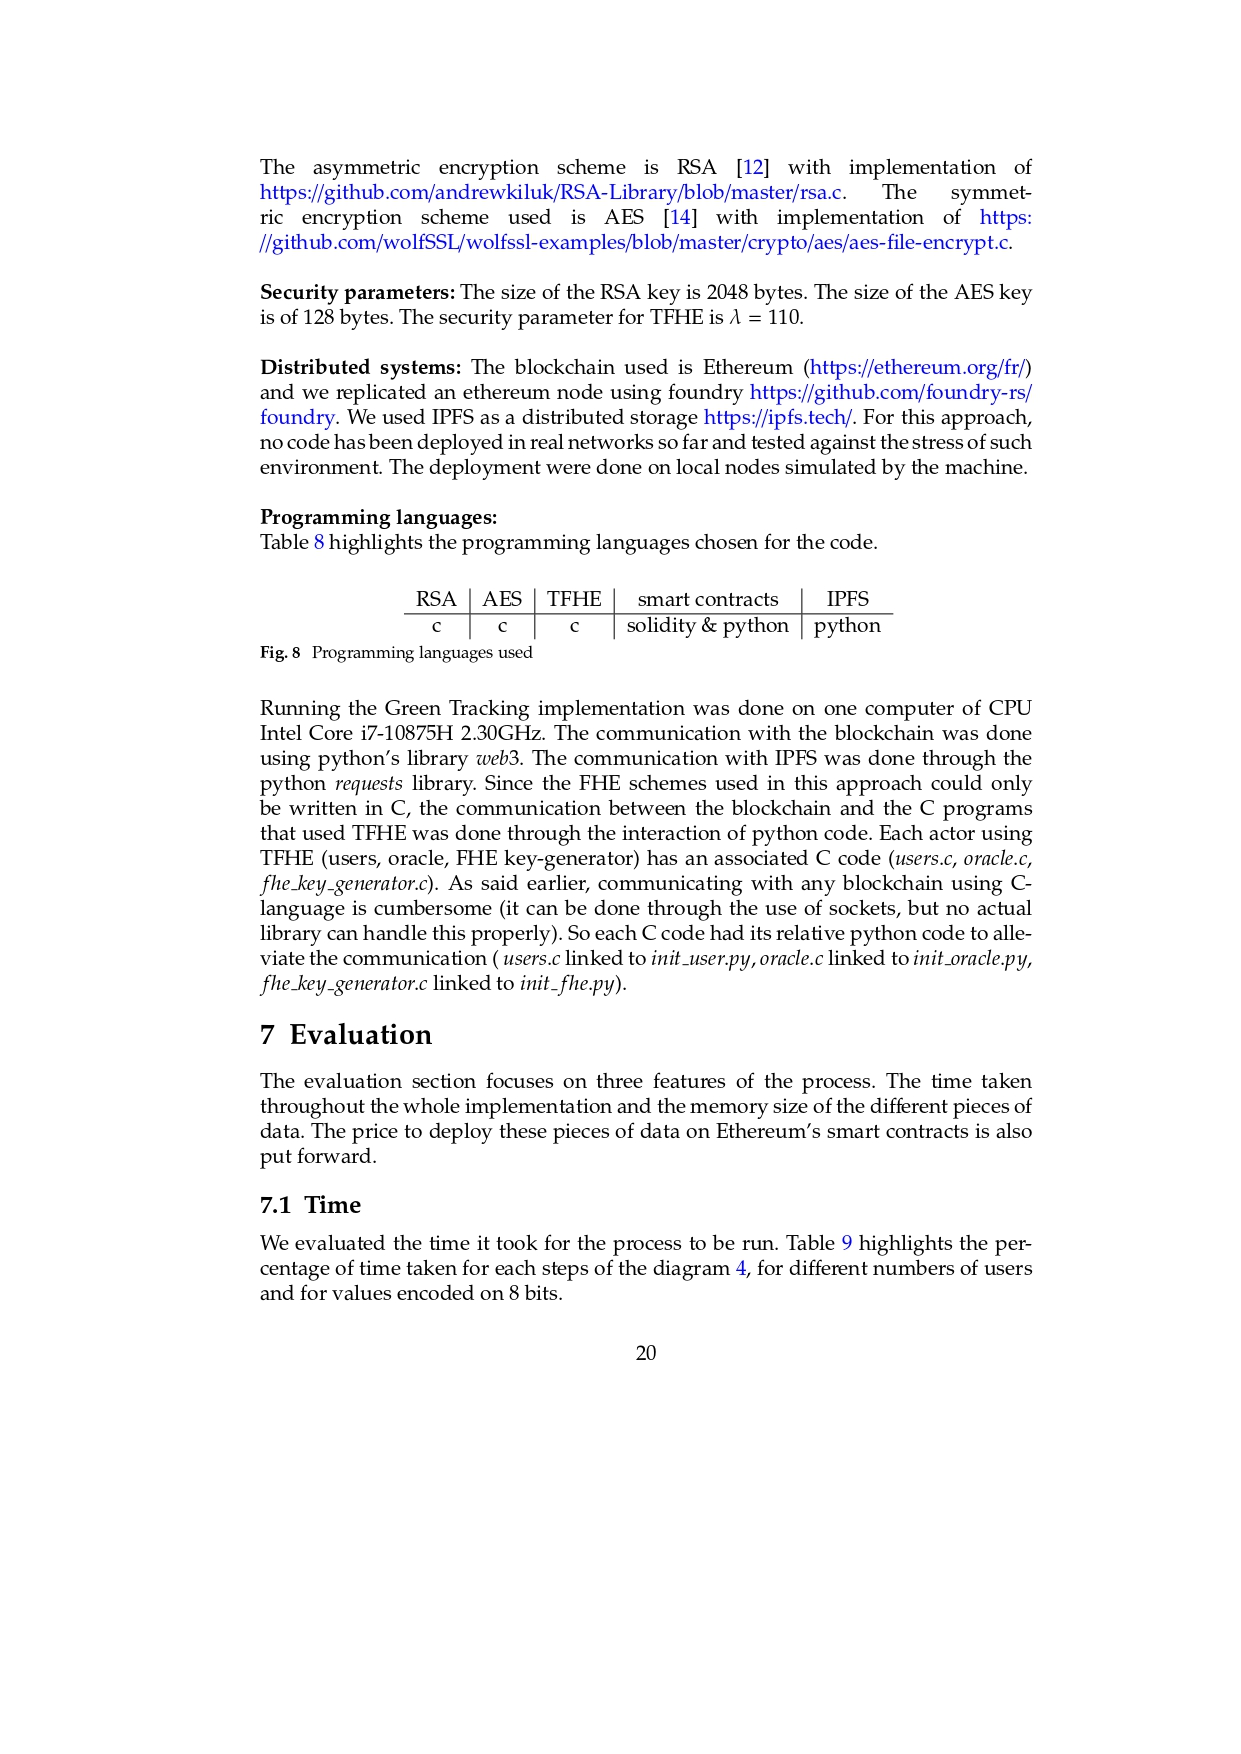 The asymmetric encryption scheme is RSA [12] with implementation of
https://github.com/andrewkiluk/RSA-Library/blob/master/rsa.c. The symmet-
ric encryption scheme used is AES [14] with implementation of https:
//github.com/wolfSSL/wolfssl-examples/blob/master/crypto/aes/aes-file-encrypt.c.
Security parameters: The size of the RSA key is 2048 bytes. The size of the AES key
is of 128 bytes. The security parameter for TFHE is λ = 110.
Distributed systems: The blockchain used is Ethereum (https://ethereum.org/fr/)
and we replicated an ethereum node using foundry https://github.com/foundry-rs/
foundry. We used IPFS as a distributed storage https://ipfs.tech/. For this approach,
no code has been deployed in real networks so far and tested against the stress of such
environment. The deployment were done on local nodes simulated by the machine.
Programming languages:
Table 8 highlights the programming languages chosen for the code.
RSA | AES | TFHE | smart contracts | IPFS
c | c | c | solidity & python | python
Fig. 8 Programming languages used
Running the Green Tracking implementation was done on one computer of CPU
Intel Core i7-10875H 2.30GHz. The communication with the blockchain was done
using python's library web3. The communication with IPFS was done through the
python requests library. Since the FHE schemes used in this approach could only
be written in C, the communication between the blockchain and the C programs
that used TFHE was done through the interaction of python code. Each actor using
TFHE (users, oracle, FHE key-generator) has an associated C code (users.c, oracle.c,
fhe_key_generator.c). As said earlier, communicating with any blockchain using C-
language is cumbersome (it can be done through the use of sockets, but no actual
library can handle this properly). So each C code had its relative python code to alle-
viate the communication ( users.c linked to init_user.py, oracle.c linked to init_oracle.py,
fhe_key_generator.c linked to init_fhe.py).
7 Evaluation
The evaluation section focuses on three features of the process. The time taken
throughout the whole implementation and the memory size of the different pieces of
data. The price to deploy these pieces of data on Ethereum's smart contracts is also
put forward.
7.1 Time
We evaluated the time it took for the process to be run. Table 9 highlights the per-
centage of time taken for each steps of the diagram 4, for different numbers of users
and for values encoded on 8 bits.
20